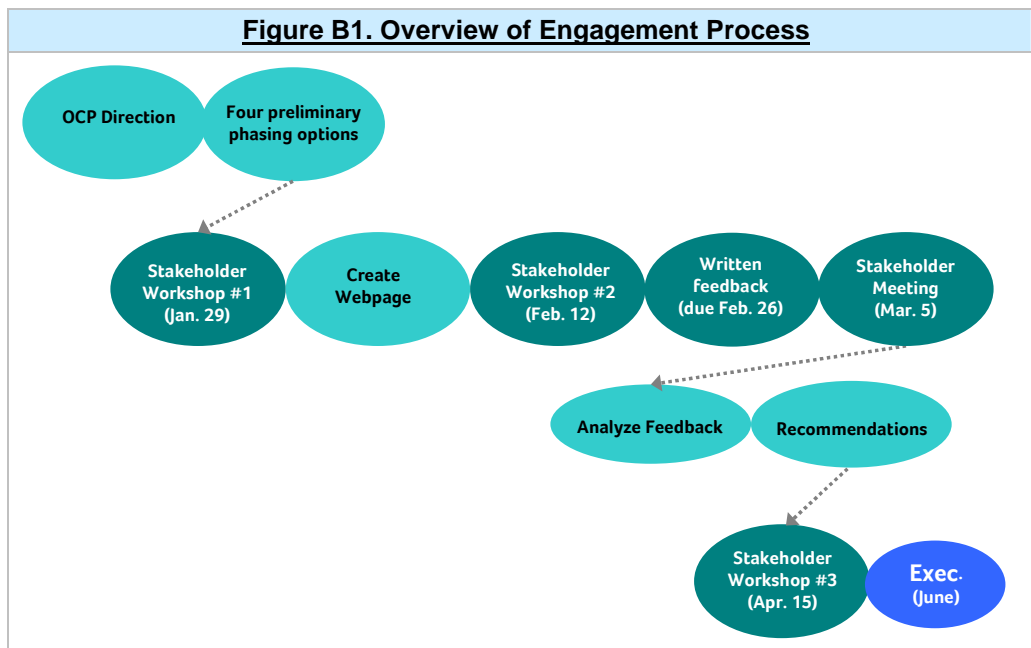 Figure B1. Overview of Engagement Process
OCP Direction
Four preliminary
phasing options
Stakeholder
Workshop #1
(Jan. 29)
Create
Webpage
Stakeholder
Workshop #2
(Feb. 12)
Written
feedback
(due Feb. 26)
Stakeholder
Meeting
(Mar. 5)
Analyze Feedback
Recommendations
Stakeholder
Workshop #3
(Apr. 15)
Exec.
(June)